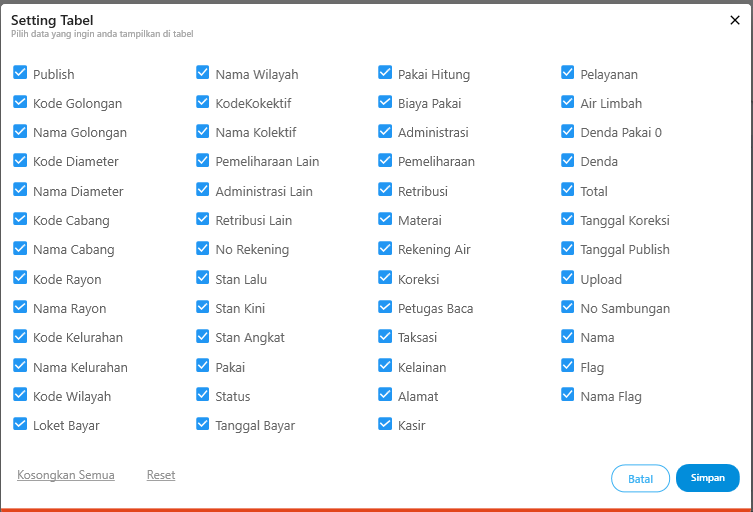 Setting Tabel
Pilih data yang ingin anda tampilkan di tabel
Publish
Kode Golongan
Nama Golongan
Kode Diameter
Nama Diameter
Kode Cabang
Nama Cabang
Kode Rayon
Nama Rayon
Kode Kelurahan
Nama Kelurahan
Kode Wilayah
Loket Bayar
Nama Wilayah
KodeKokektif
Nama Kolektif
Pemeliharaan Lain
Administrasi Lain
Retribusi Lain
No Rekening
Stan Lalu
Stan Kini
Stan Angkat
Pakai
Status
Tanggal Bayar
Pakai Hitung
Biaya Pakai
Administrasi
Pemeliharaan
Retribusi
Materai
Rekening Air
Koreksi
Petugas Baca
Taksasi
Kelainan
Alamat
Kasir
Pelayanan
Air Limbah
Denda Pakai 0
Denda
Total
Tanggal Koreksi
Tanggal Publish
Upload
No Sambungan
Nama
Flag
Nama Flag
Kosongkan Semua
Reset
Batal
Simpan